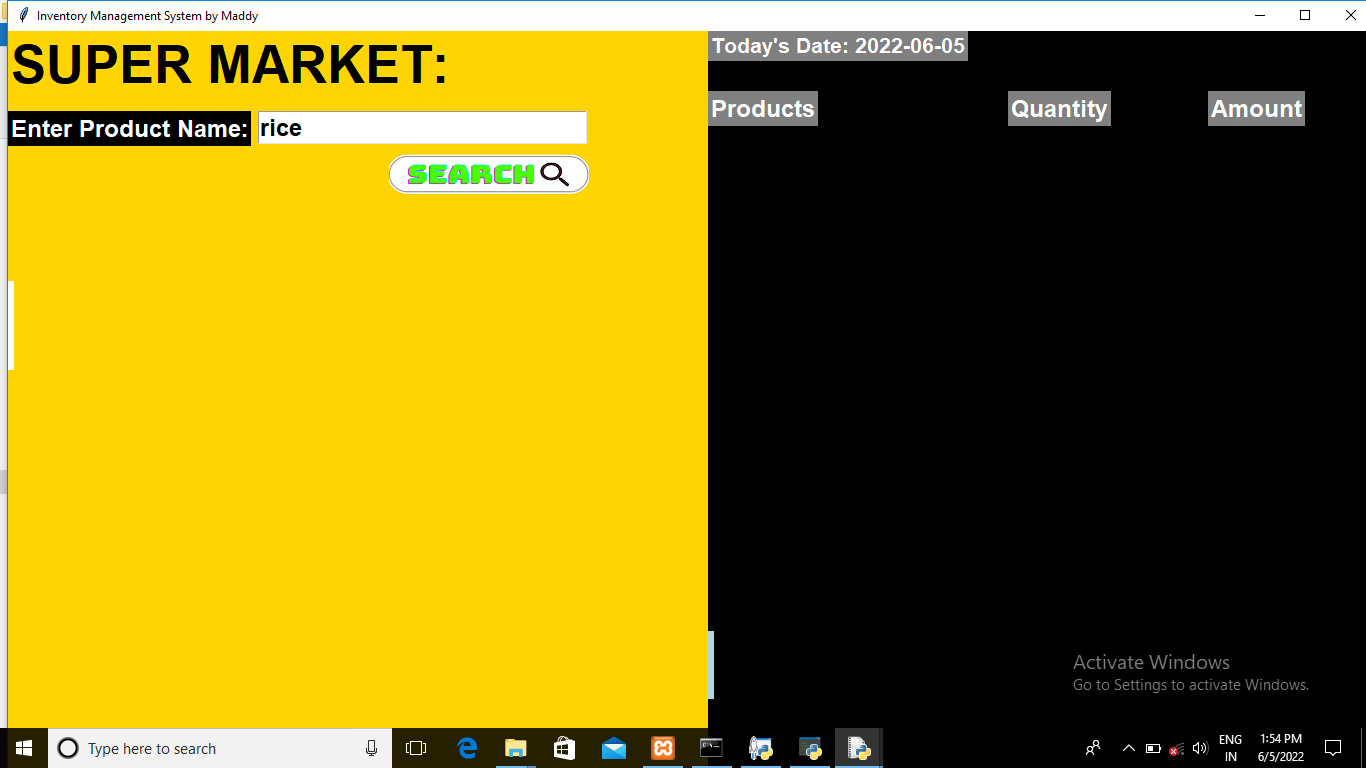 Inventory Management System by Maddy
SUPER MARKET:
Today's Date: 2022-06-05
Products Quantity Amount
Enter Product Name: rice
SEARCH
Activate Windows
Go to Settings to activate Windows.
Type here to search
ENG
IN
1:54 PM
6/5/2022